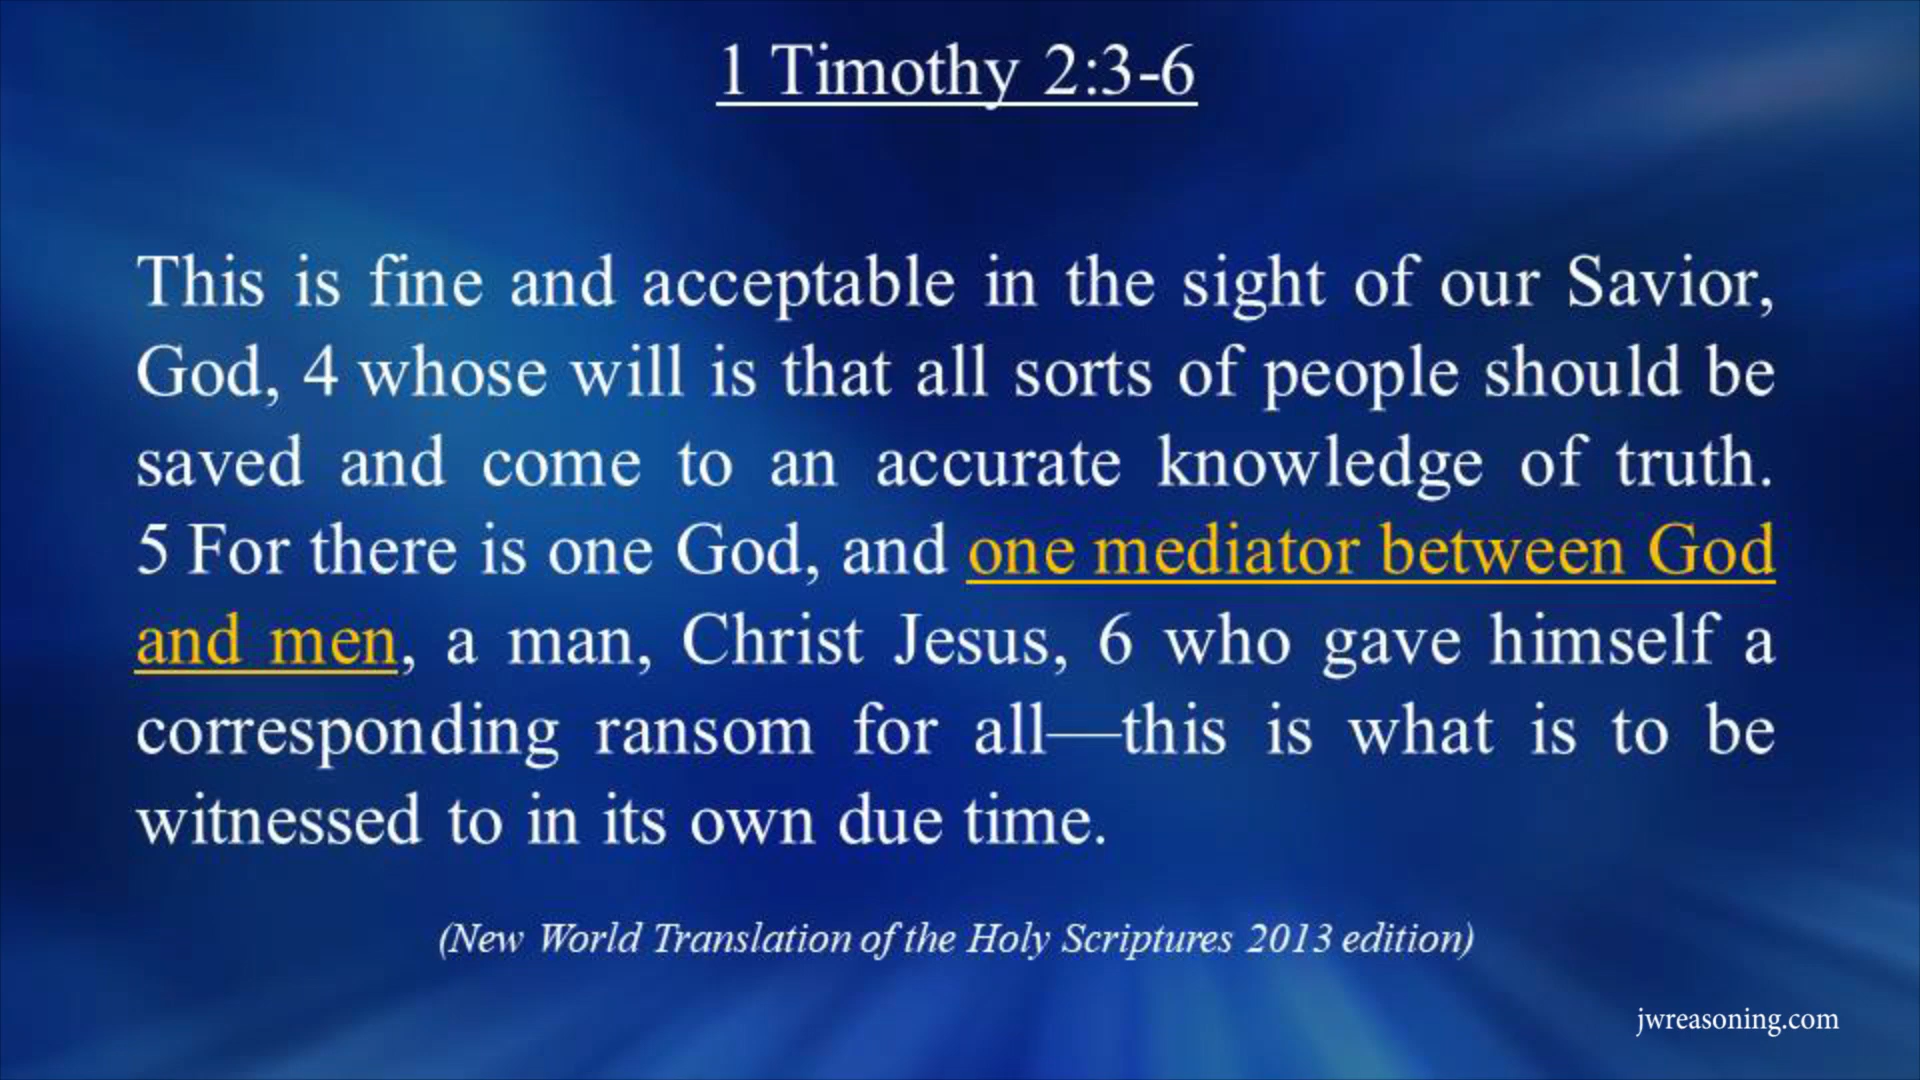 1 Timothy 2:3-6
This is fine and acceptable in the sight of our Savior,
God, 4 whose will is that all sorts of people should be
saved and come to an accurate knowledge of truth.
5 For there is one God, and one mediator between God
and men, a man, Christ Jesus, 6 who gave himself a
corresponding ransom for all—this is what is to be
witnessed to in its own due time.
(New World Translation of the Holy Scriptures 2013 edition)
jwreasoning.com